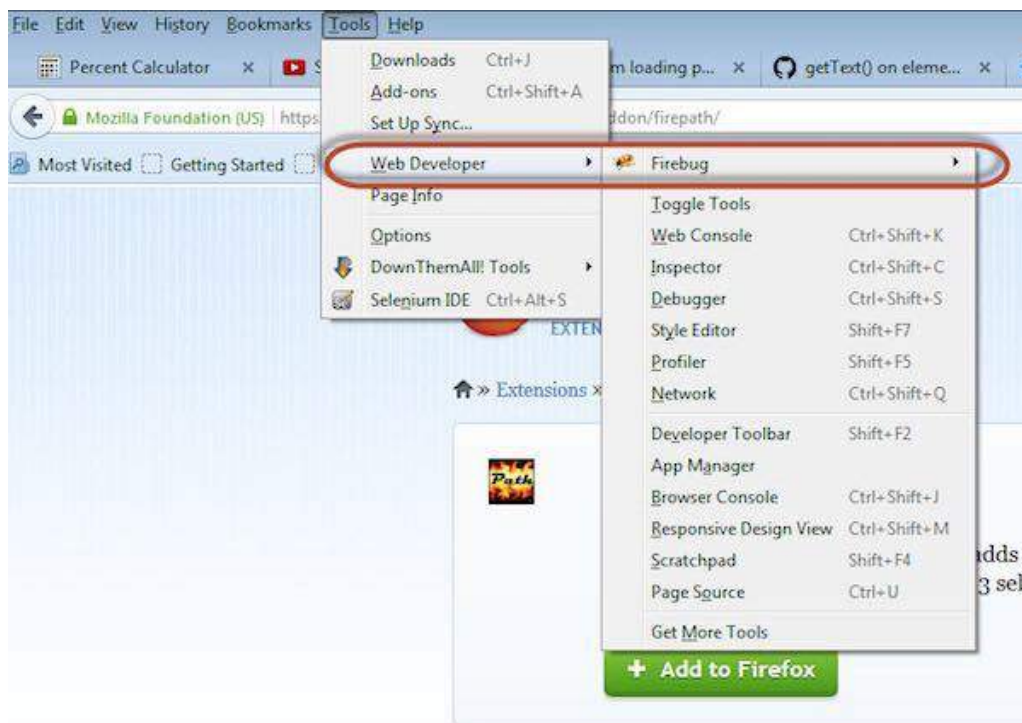 File Edit View History Bookmarks Tools Help
Percent Calculator × S m loading p... × getText() on eleme... ×
Mozilla Foundation (US) https ddon/firepath/
Most Visited Getting Started
Downloads Ctrl+J
Add-ons Ctrl+Shift+A
Set Up Sync...
Web Developer
Page Info
Options
DownThemAll! Tools
Selenium IDE Ctrl+Alt+S
Firebug
Toggle Tools
Web Console Ctrl+Shift+K
Inspector Ctrl+Shift+C
Debugger Ctrl+Shift+S
Style Editor Shift+F7
Profiler Shift+F5
Network Ctrl+Shift+Q
Developer Toolbar Shift+F2
App Manager
Browser Console Ctrl+Shift+J
Responsive Design View Ctrl+Shift+M
Scratchpad Shift+F4
Page Source Ctrl+U
Get More Tools
EXTEN
» Extensions »
Path
adds
3 sel
+ Add to Firefox